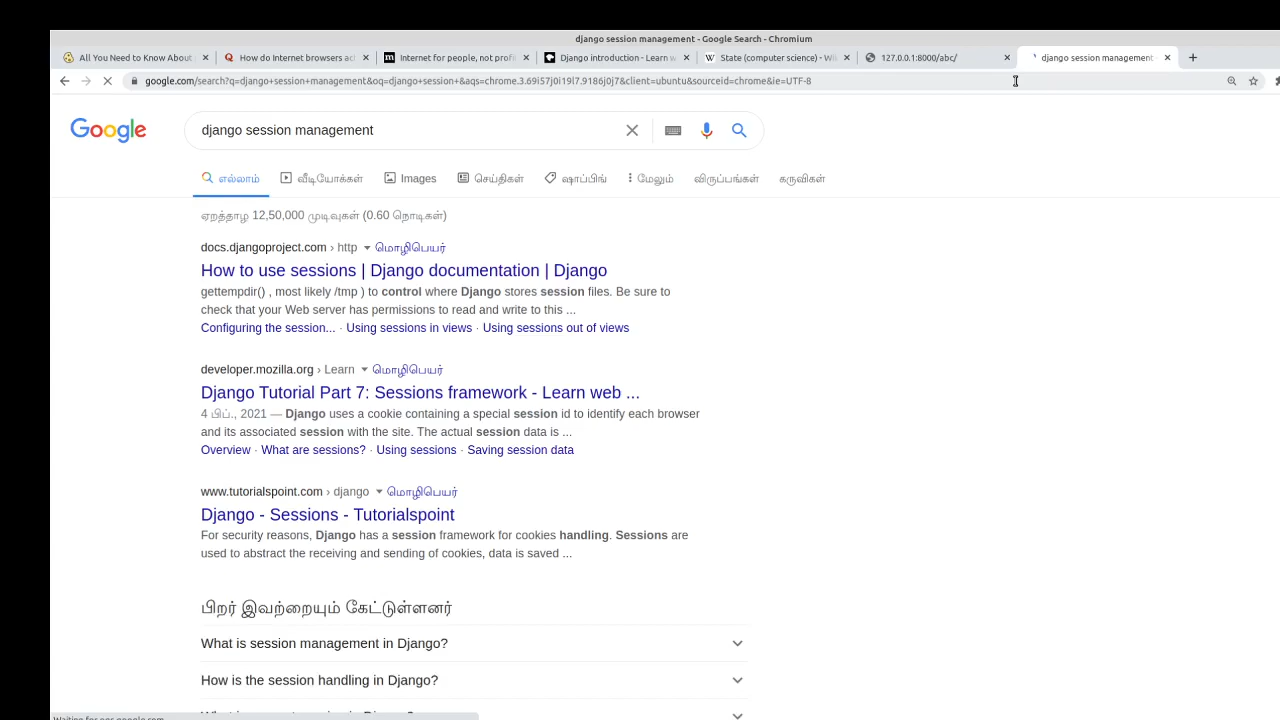 django session management - Google Search - Chromium
All You Need to Know About
How do Internet browsers act
Internet for people, not profi
Django introduction - Learn w
State (computer science) - Wi
127.0.0.1:8000/abc/
django session management
google.com/search?q=django+session+management&oq=django+session+&aqs=chrome.3.69i57j0i19l7.9186j0j7&client=ubuntu&sourceid=chrome&ie=UTF-8
Google
django session management
எல்லாம்
வீடியோக்கள்
Images
செய்திகள்
ஷாப்பிங்
மேலும்
விருப்பங்கள்
கருவிகள்
ஏறத்தாழ 12,50,000 முடிவுகள் (0.60 நொடிகள்)
docs.djangoproject.com › http மொழிபெயர்
How to use sessions | Django documentation | Django
gettempdir() , most likely /tmp ) to control where Django stores session files. Be sure to
check that your Web server has permissions to read and write to this ...
Configuring the session... · Using sessions in views · Using sessions out of views
developer.mozilla.org › Learn மொழிபெயர்
Django Tutorial Part 7: Sessions framework - Learn web ...
4 பிப்., 2021 — Django uses a cookie containing a special session id to identify each browser
and its associated session with the site. The actual session data is ...
Overview · What are sessions? · Using sessions · Saving session data
www.tutorialspoint.com › django மொழிபெயர்
Django - Sessions - Tutorialspoint
For security reasons, Django has a session framework for cookies handling. Sessions are
used to abstract the receiving and sending of cookies, data is saved ...
பிறர் இவற்றையும் கேட்டுள்ளனர்
What is session management in Django?
How is the session handling in Django?